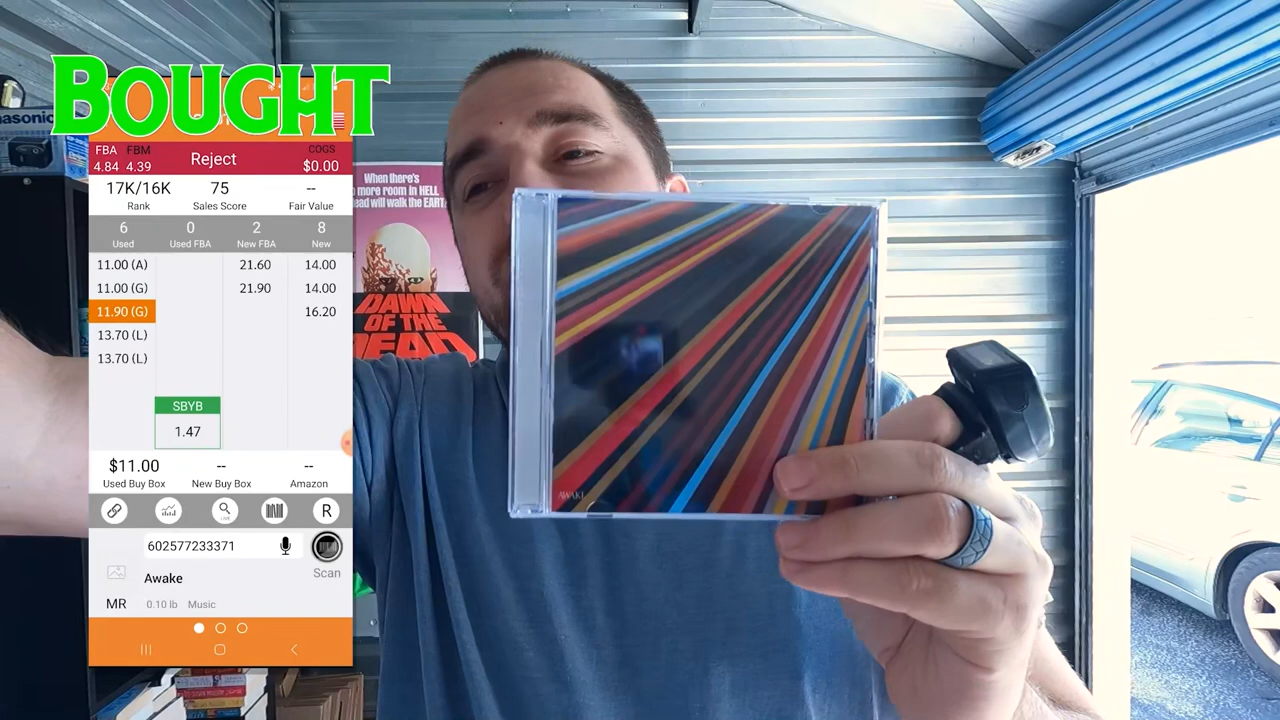 BOUGHT
FBA FBM COGS
4.84 4.39 Reject $0.00
17K/16K 75 --
Rank Sales Score Fair Value
6 0 2 8
Used Used FBA New FBA New
11.00 (A) 21.60 14.00
11.00 (G) 21.90 14.00
11.90 (G) 16.20
13.70 (L)
13.70 (L)
SBYB
1.47
$11.00 -- --
Used Buy Box New Buy Box Amazon
R
602577233371
Scan
Awake
MR 0.10 lb Music
asonic
When there's
more room in HELL
ead will walk the EART
DAWN
OF THE
DEAD
AWAKE